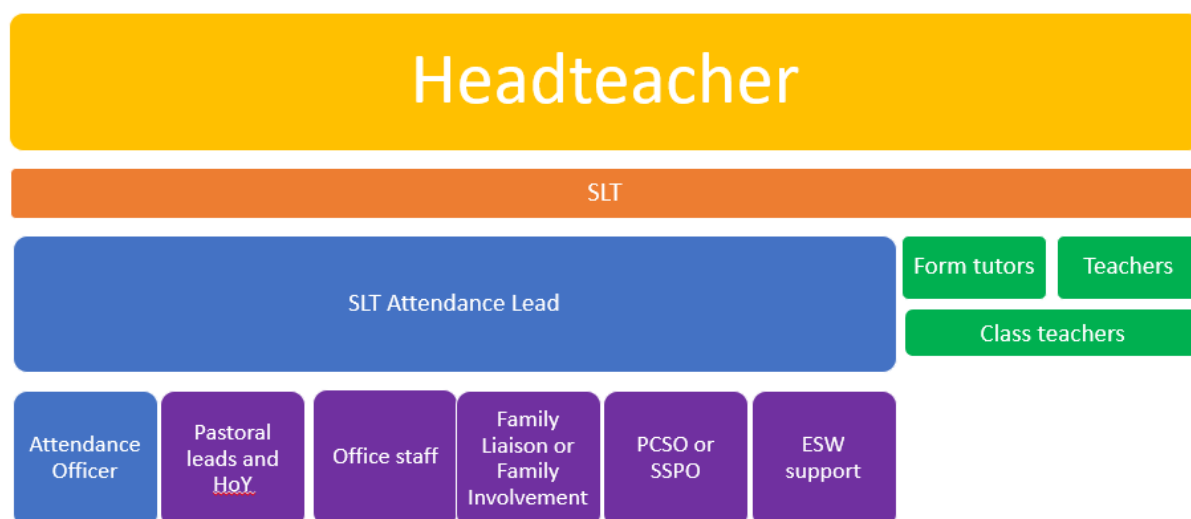 Headteacher
SLT
SLT Attendance Lead
Form tutors
Teachers
Class teachers
Attendance
Officer
Pastoral
leads and
HoY
Office staff
Family
Liaison or
Family
Involvement
PCSO or
SSPO
ESW
support